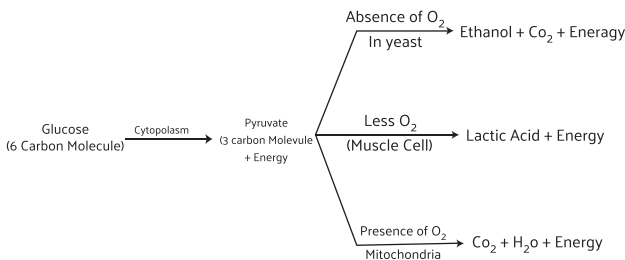 Absence of O2
In yeast
Ethanol + Co2 + Eneragy
Glucose
(6 Carbon Molecule)
Cytopolasm
Pyruvate
(3 carbon Molevule
+ Energy
Less O2
(Muscle Cell)
Lactic Acid + Energy
Presence of O2
Mitochondria
Co2 + H2o + Energy